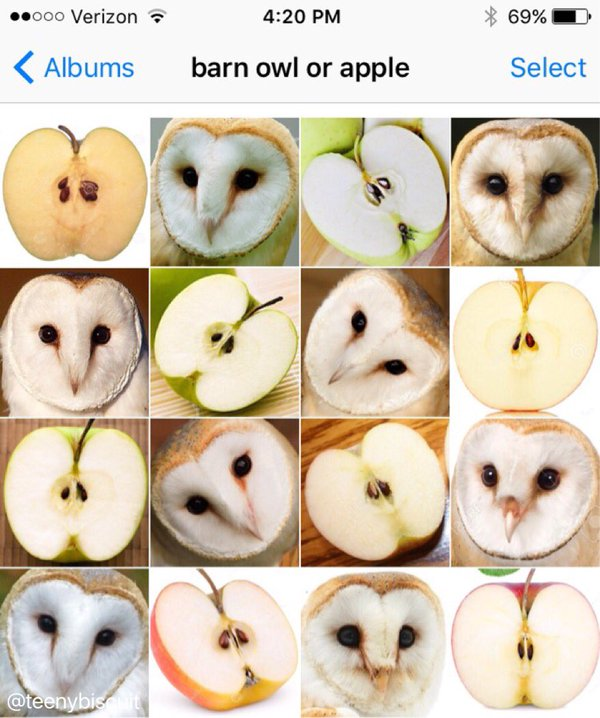 Verizon 4:20 PM 69%
Albums barn owl or apple Select
@teenybiscuit